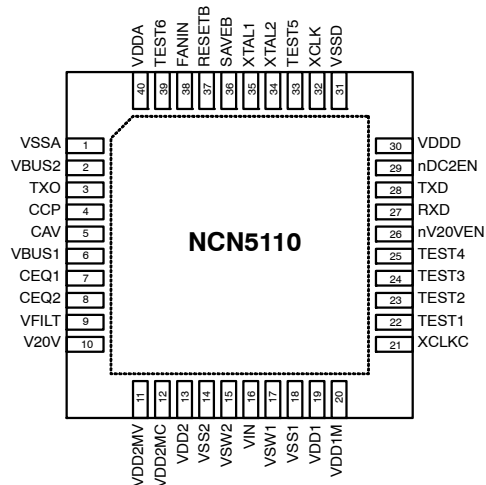 VDDA
TEST6
FANIN
RESETB
SAVEB
XTAL1
XTAL2
TEST5
XCLK
VSSD
40
39
38
37
36
35
34
33
32
31
VSSA 1
VBUS2 2
TXO 3
CCP 4
CAV 5
VBUS1 6
CEQ1 7
CEQ2 8
VFILT 9
V20V 10
NCN5110
30 VDDD
29 nDC2EN
28 TXD
27 RXD
26 nV20VEN
25 TEST4
24 TEST3
23 TEST2
22 TEST1
21 XCLKC
11
12
13
14
15
16
17
18
19
20
VDD2MV
VDD2MC
VDD2
VSS2
VSW2
VIN
VSW1
VSS1
VDD1
VDD1M